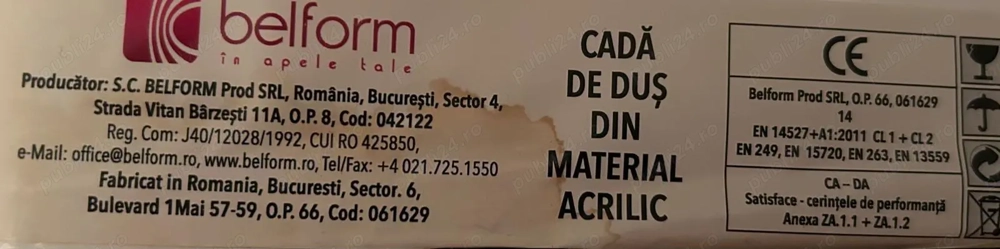 belform
în apele tale
Producător: S.C. BELFORM Prod SRL, România, București, Sector 4,
Strada Vitan Bârzești 11A, O.P. 8, Cod: 042122
Reg. Com: J40/12028/1992, CUI RO 425850,
e-Mail: office@belform.ro, www.belform.ro, Tel/Fax: +4 021.725.1550
Fabricat in Romania, Bucuresti, Sector. 6,
Bulevard 1Mai 57-59, O.P. 66, Cod: 061629
CADĂ
DE DUȘ
DIN
MATERIAL
ACRILIC
CE
Belform Prod SRL, O.P. 66, 061629
14
EN 14527+A1:2011 CL 1 + CL 2
EN 249, EN 15720, EN 263, EN 13559
CA – DA
Satisface - cerințele de performanță
Anexa ZA.1.1 + ZA.1.2